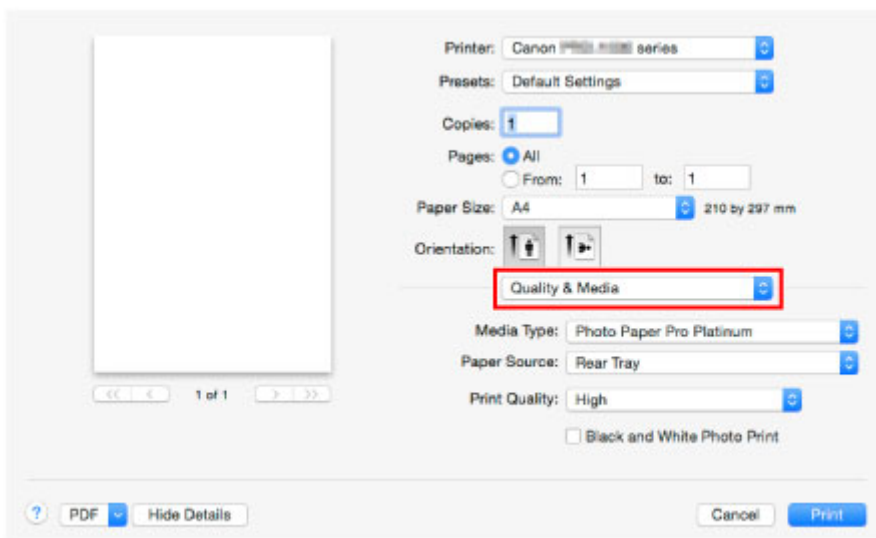 Printer: Canon series
Presets: Default Settings
Copies: 1
Pages: All
From: 1 to: 1
Paper Size: A4 210 by 297 mm
Orientation:
Quality & Media
Media Type: Photo Paper Pro Platinum
Paper Source: Rear Tray
Print Quality: High
Black and White Photo Print
1 of 1
? PDF Hide Details Cancel Print